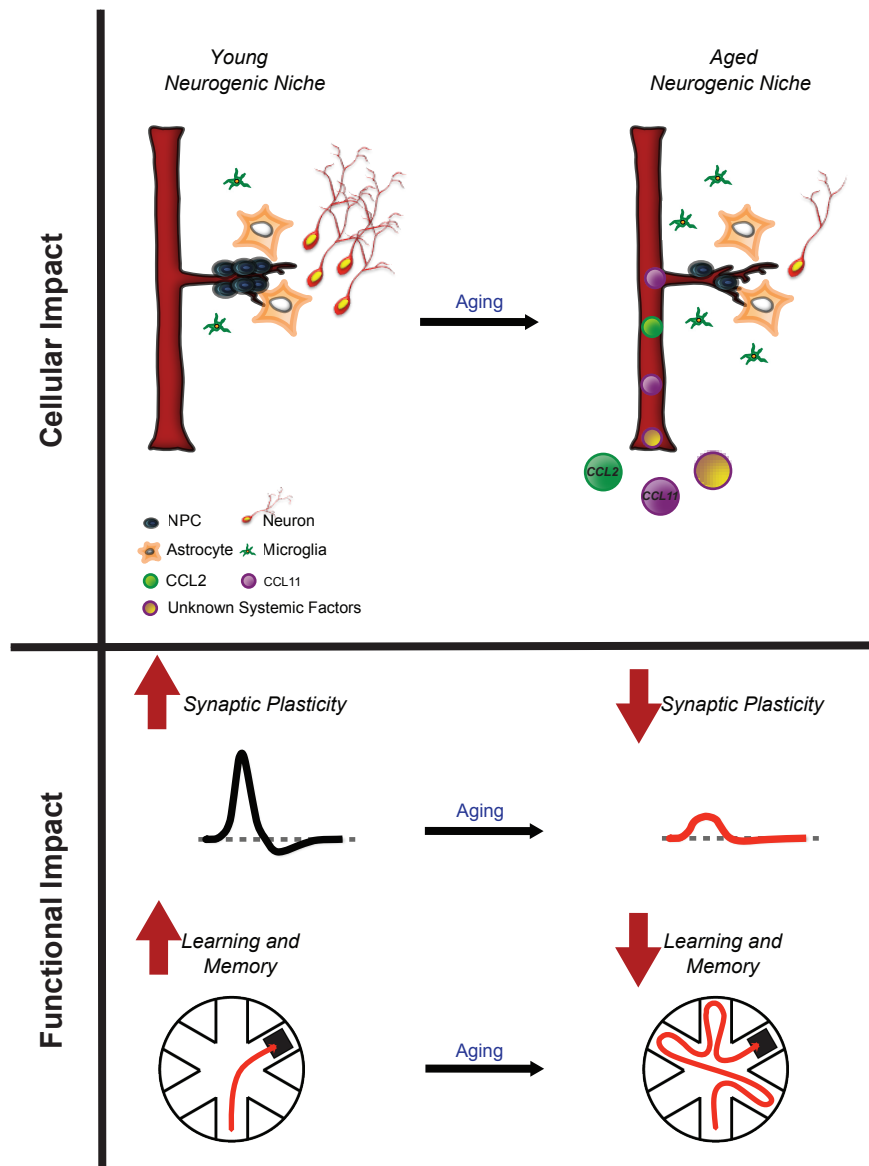 Cellular Impact
Young
Neurogenic Niche
Aged
Neurogenic Niche
Aging
CCL2
CCL11
NPC
Neuron
Astrocyte
Microglia
CCL2
CCL11
Unknown Systemic Factors
Functional Impact
Synaptic Plasticity
Synaptic Plasticity
Aging
Learning and
Memory
Learning and
Memory
Aging